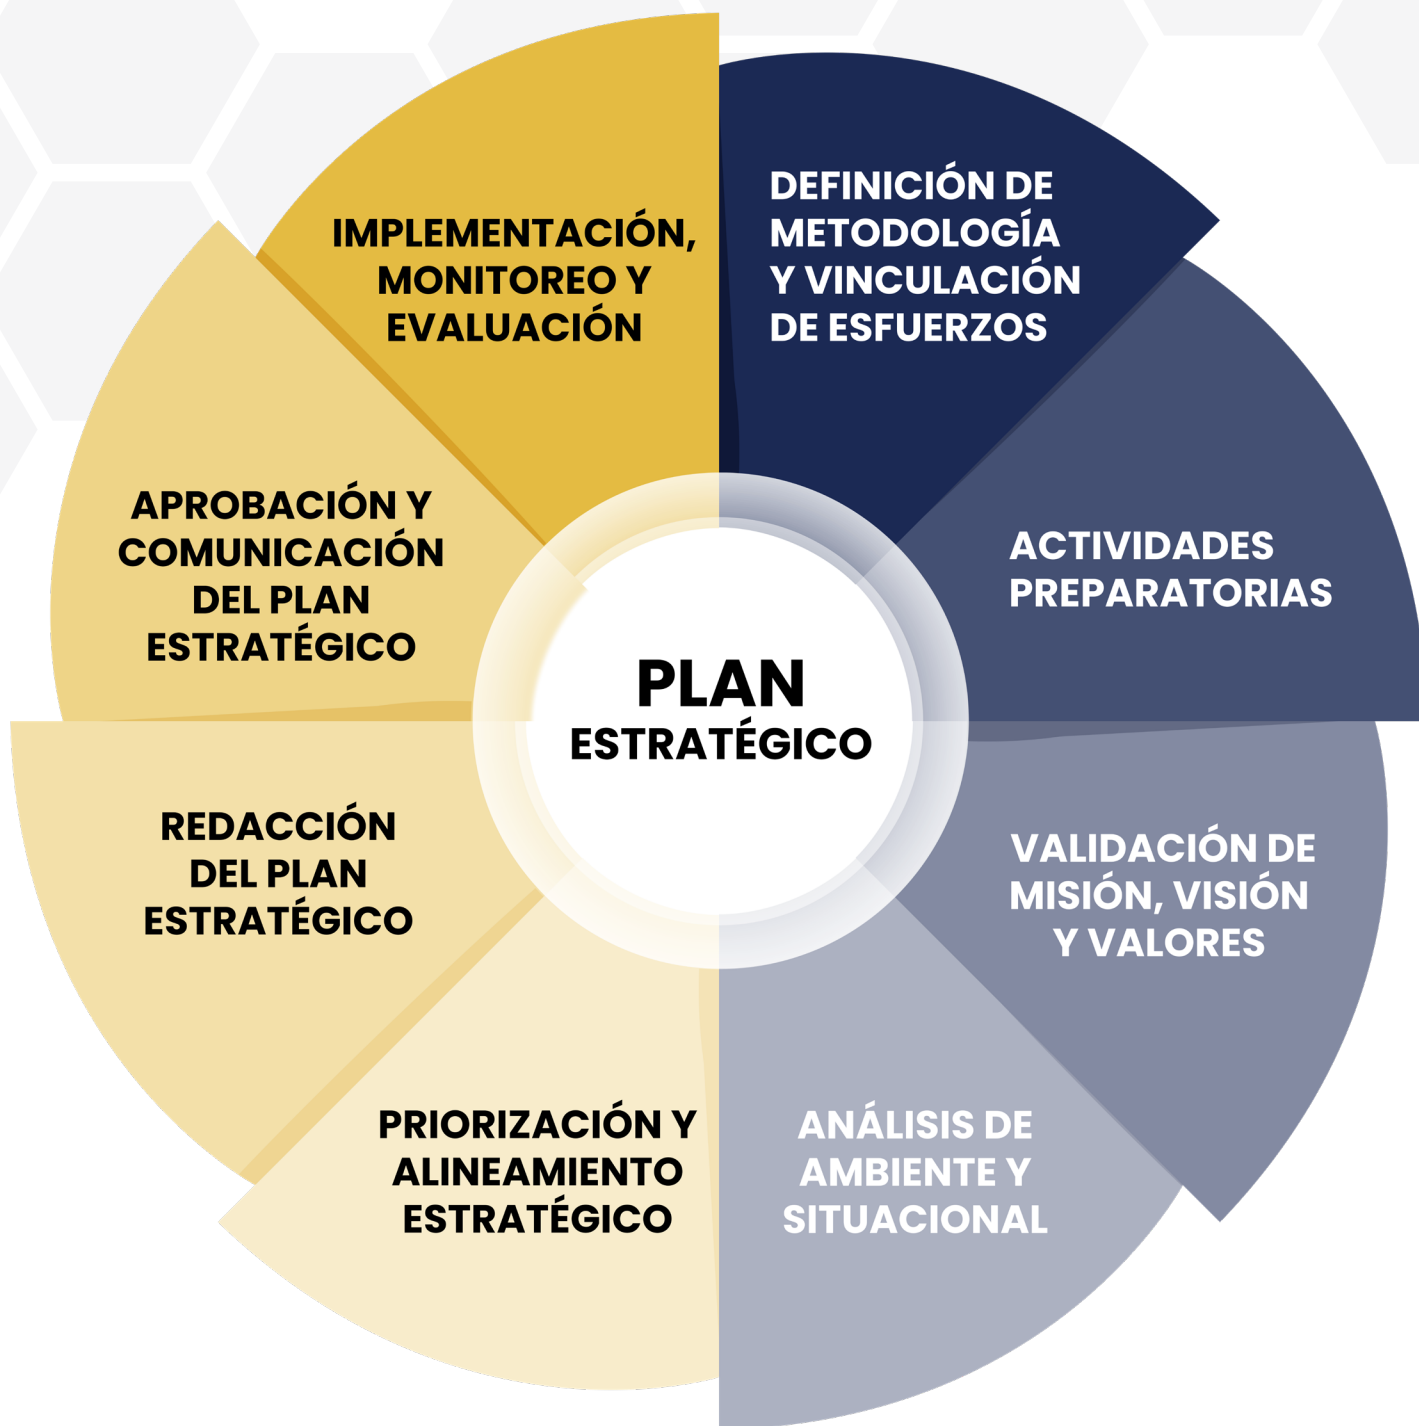 DEFINICIÓN DE
METODOLOGÍA
Y VINCULACIÓN
DE ESFUERZOS
ACTIVIDADES
PREPARATORIAS
VALIDACIÓN DE
MISIÓN, VISIÓN
Y VALORES
ANÁLISIS DE
AMBIENTE Y
SITUACIONAL
PRIORIZACIÓN Y
ALINEAMIENTO
ESTRATÉGICO
REDACCIÓN
DEL PLAN
ESTRATÉGICO
APROBACIÓN Y
COMUNICACIÓN
DEL PLAN
ESTRATÉGICO
IMPLEMENTACIÓN,
MONITOREO Y
EVALUACIÓN
PLAN
ESTRATÉGICO